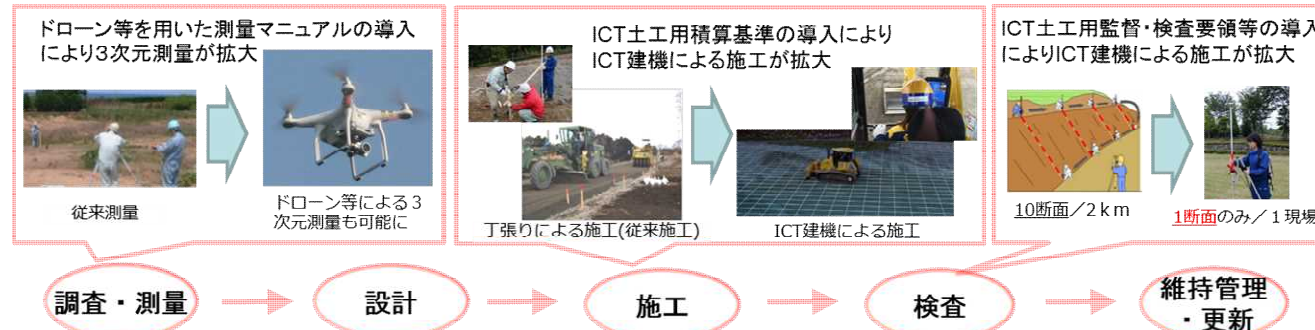 ドローン等を用いた測量マニュアルの導入
により3次元測量が拡大
従来測量
ドローン等による3
次元測量も可能に
ICT土工用積算基準の導入により
ICT建機による施工が拡大
丁張りによる施工(従来施工)
ICT建機による施工
ICT土工用監督・検査要領等の導入
によりICT建機による施工が拡大
10断面／2km
1断面のみ／1現場
調査・測量
設計
施工
検査
維持管理
・更新